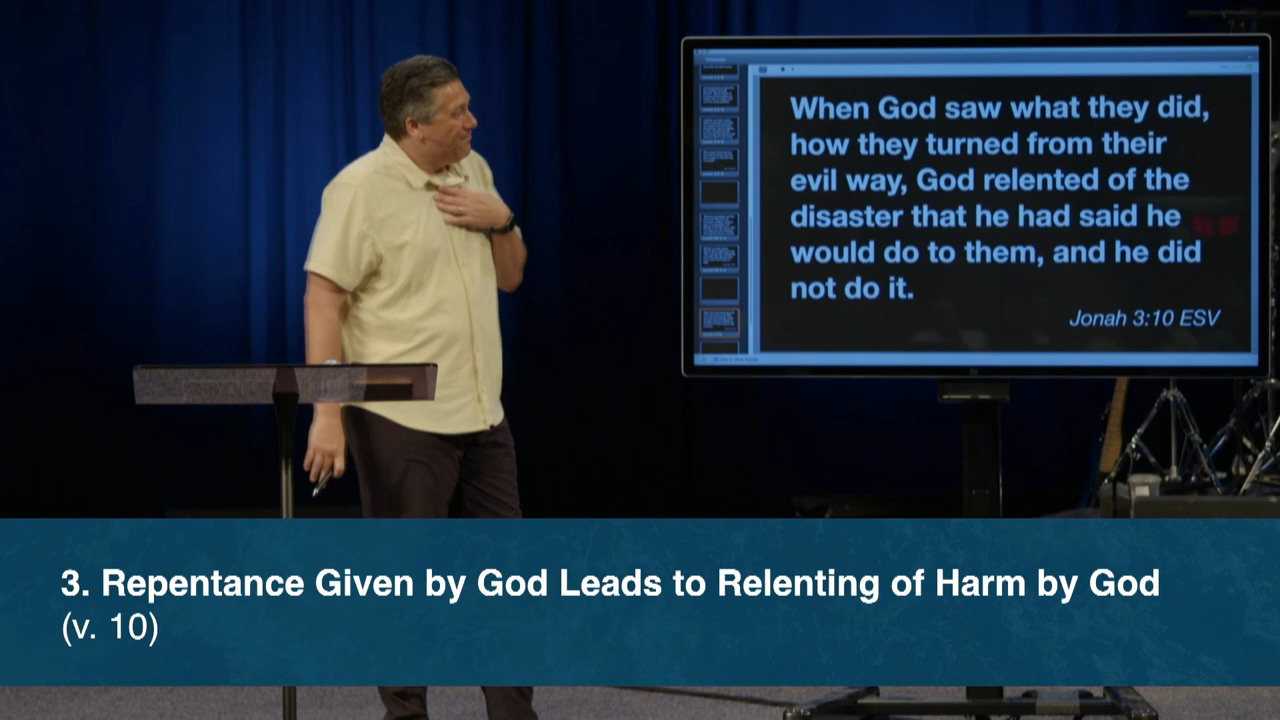 When God saw what they did,
how they turned from their
evil way, God relented of the
disaster that he had said he
would do to them, and he did
not do it.
Jonah 3:10 ESV
3. Repentance Given by God Leads to Relenting of Harm by God
(v. 10)